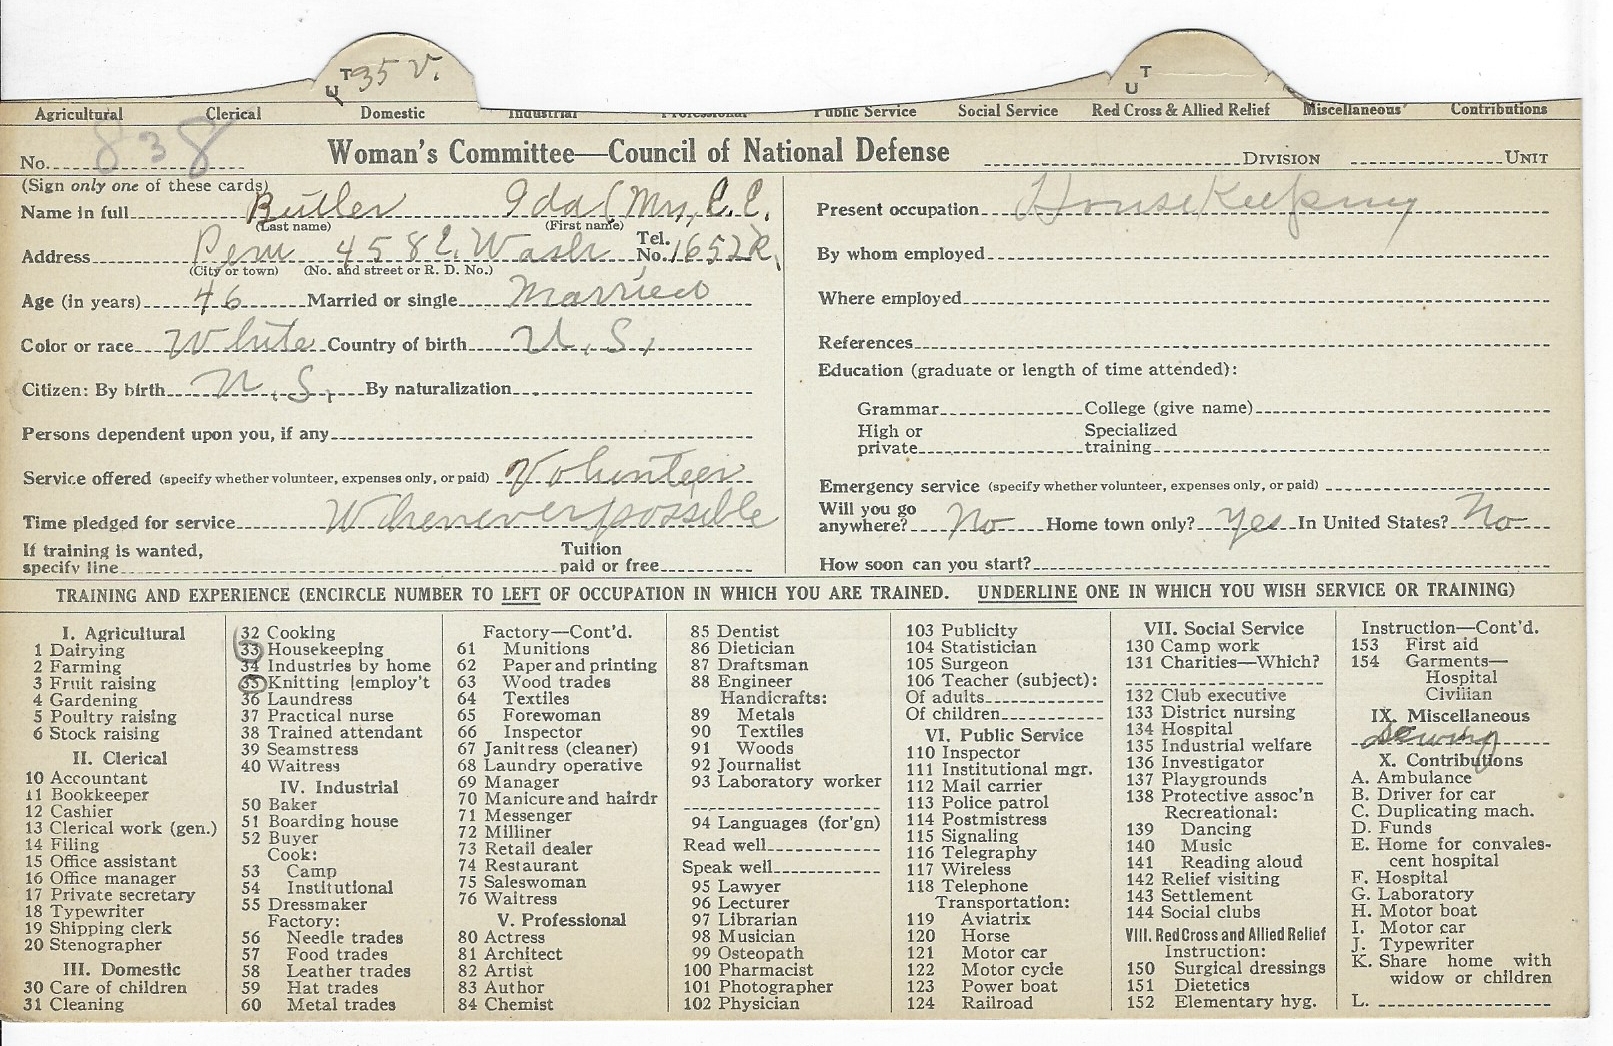 T
U 35 V.
T
U
Agricultural Clerical Domestic Industrial Professional Public Service Social Service Red Cross & Allied Relief Miscellaneous Contributions
No. 838 Woman's Committee—Council of National Defense DIVISION UNIT
(Sign only one of these cards)
Name in full Butler Ida (Mrs, E. E.
(Last name) (First name)
Address Peru 458 E. Wash Tel. No. 1652R.
(City or town) (No. and street or R. D. No.)
Age (in years) 46 Married or single Married
Color or race White Country of birth U. S.
Citizen: By birth U. S. By naturalization
Persons dependent upon you, if any
Service offered (specify whether volunteer, expenses only, or paid) Volunteer
Time pledged for service Whenever possible
If training is wanted, specify line Tuition paid or free
Present occupation HouseKeeping
By whom employed
Where employed
References
Education (graduate or length of time attended):
Grammar College (give name)
High or private Specialized training
Emergency service (specify whether volunteer, expenses only, or paid)
Will you go anywhere? No Home town only? Yes In United States? No
How soon can you start?
TRAINING AND EXPERIENCE (ENCIRCLE NUMBER TO LEFT OF OCCUPATION IN WHICH YOU ARE TRAINED. UNDERLINE ONE IN WHICH YOU WISH SERVICE OR TRAINING)
I. Agricultural
1 Dairying
2 Farming
3 Fruit raising
4 Gardening
5 Poultry raising
6 Stock raising
II. Clerical
10 Accountant
11 Bookkeeper
12 Cashier
13 Clerical work (gen.)
14 Filing
15 Office assistant
16 Office manager
17 Private secretary
18 Typewriter
19 Shipping clerk
20 Stenographer
III. Domestic
30 Care of children
31 Cleaning
32 Cooking
33 Housekeeping
34 Industries by home
35 Knitting [employ't
36 Laundress
37 Practical nurse
38 Trained attendant
39 Seamstress
40 Waitress
IV. Industrial
50 Baker
51 Boarding house
52 Buyer
Cook:
53 Camp
54 Institutional
55 Dressmaker
Factory:
56 Needle trades
57 Food trades
58 Leather trades
59 Hat trades
60 Metal trades
Factory—Cont'd.
61 Munitions
62 Paper and printing
63 Wood trades
64 Textiles
65 Forewoman
66 Inspector
67 Janitress (cleaner)
68 Laundry operative
69 Manager
70 Manicure and hairdr
71 Messenger
72 Milliner
73 Retail dealer
74 Restaurant
75 Saleswoman
76 Waitress
V. Professional
80 Actress
81 Architect
82 Artist
83 Author
84 Chemist
85 Dentist
86 Dietician
87 Draftsman
88 Engineer
Handicrafts:
89 Metals
90 Textiles
91 Woods
92 Journalist
93 Laboratory worker
94 Languages (for'gn)
Read well
Speak well
95 Lawyer
96 Lecturer
97 Librarian
98 Musician
99 Osteopath
100 Pharmacist
101 Photographer
102 Physician
103 Publicity
104 Statistician
105 Surgeon
106 Teacher (subject):
Of adults
Of children
VI. Public Service
110 Inspector
111 Institutional mgr.
112 Mail carrier
113 Police patrol
114 Postmistress
115 Signaling
116 Telegraphy
117 Wireless
118 Telephone
Transportation:
119 Aviatrix
120 Horse
121 Motor car
122 Motor cycle
123 Power boat
124 Railroad
VII. Social Service
130 Camp work
131 Charities—Which?
132 Club executive
133 District nursing
134 Hospital
135 Industrial welfare
136 Investigator
137 Playgrounds
138 Protective assoc'n
Recreational:
139 Dancing
140 Music
141 Reading aloud
142 Relief visiting
143 Settlement
144 Social clubs
VIII. Red Cross and Allied Relief
Instruction:
150 Surgical dressings
151 Dietetics
152 Elementary hyg.
Instruction—Cont'd.
153 First aid
154 Garments—
Hospital
Civilian
IX. Miscellaneous
Sewing
X. Contributions
A. Ambulance
B. Driver for car
C. Duplicating mach.
D. Funds
E. Home for convales-
cent hospital
F. Hospital
G. Laboratory
H. Motor boat
I. Motor car
J. Typewriter
K. Share home with
widow or children
L.